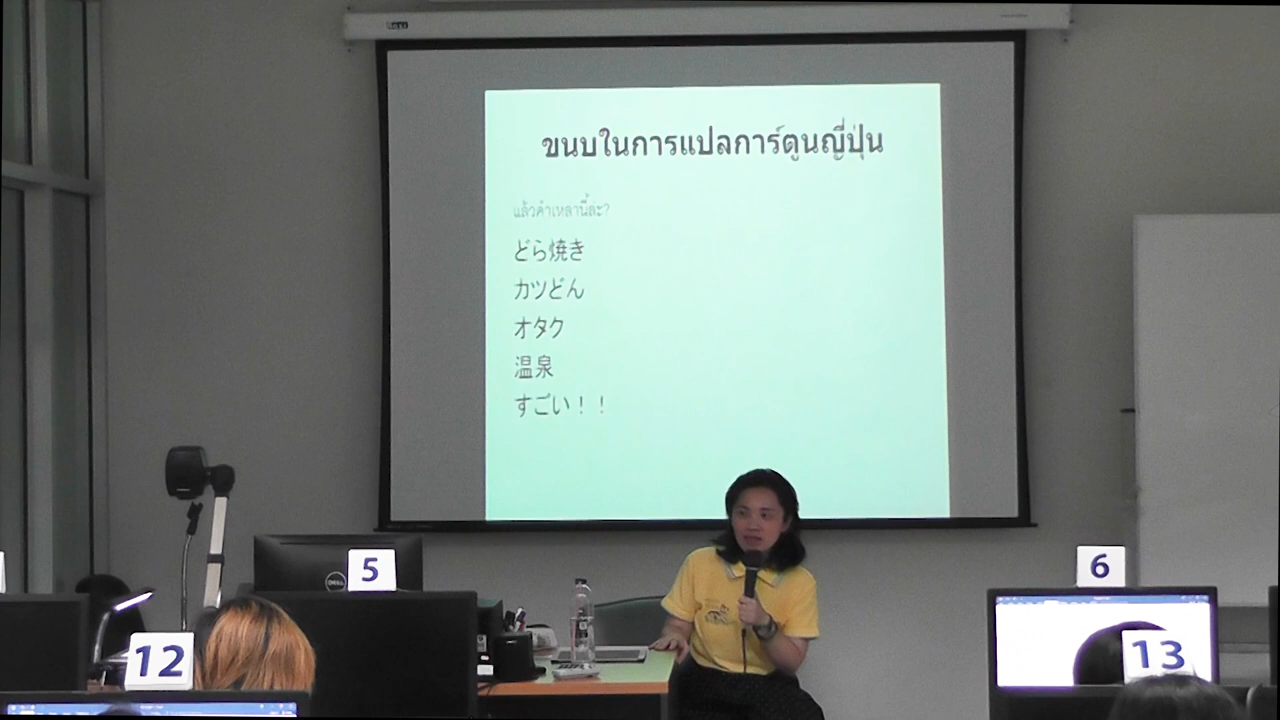 ขนบในการแปลการ์ตูนญี่ปุ่น
แล้วคำเหล่านี้ล่ะ?
どら焼き
カツどん
オタク
温泉
すごい！！
5
DELL
6
12
13